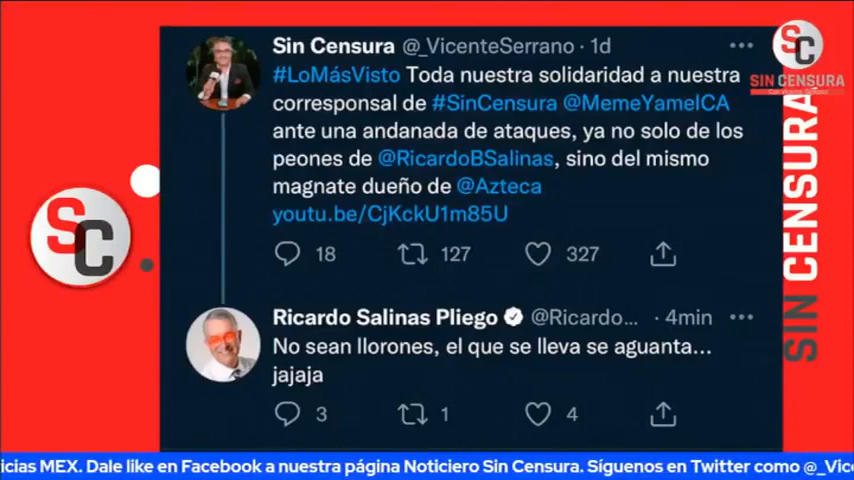 Sin Censura @_VicenteSerrano · 1d
#LoMásVisto Toda nuestra solidaridad a nuestra
corresponsal de #SinCensura @MemeYamelCA
ante una andanada de ataques, ya no solo de los
peones de @RicardoBSalinas, sino del mismo
magnate dueño de @Azteca
youtu.be/CjKckU1m85U
18 127 327
Ricardo Salinas Pliego @Ricardo... · 4min
No sean llorones, el que se lleva se aguanta...
jajaja
3 1 4
SC
SC
SIN CENSURA
SIN CENSURA
icias MEX. Dale like en Facebook a nuestra página Noticiero Sin Censura. Síguenos en Twitter como @_Vice